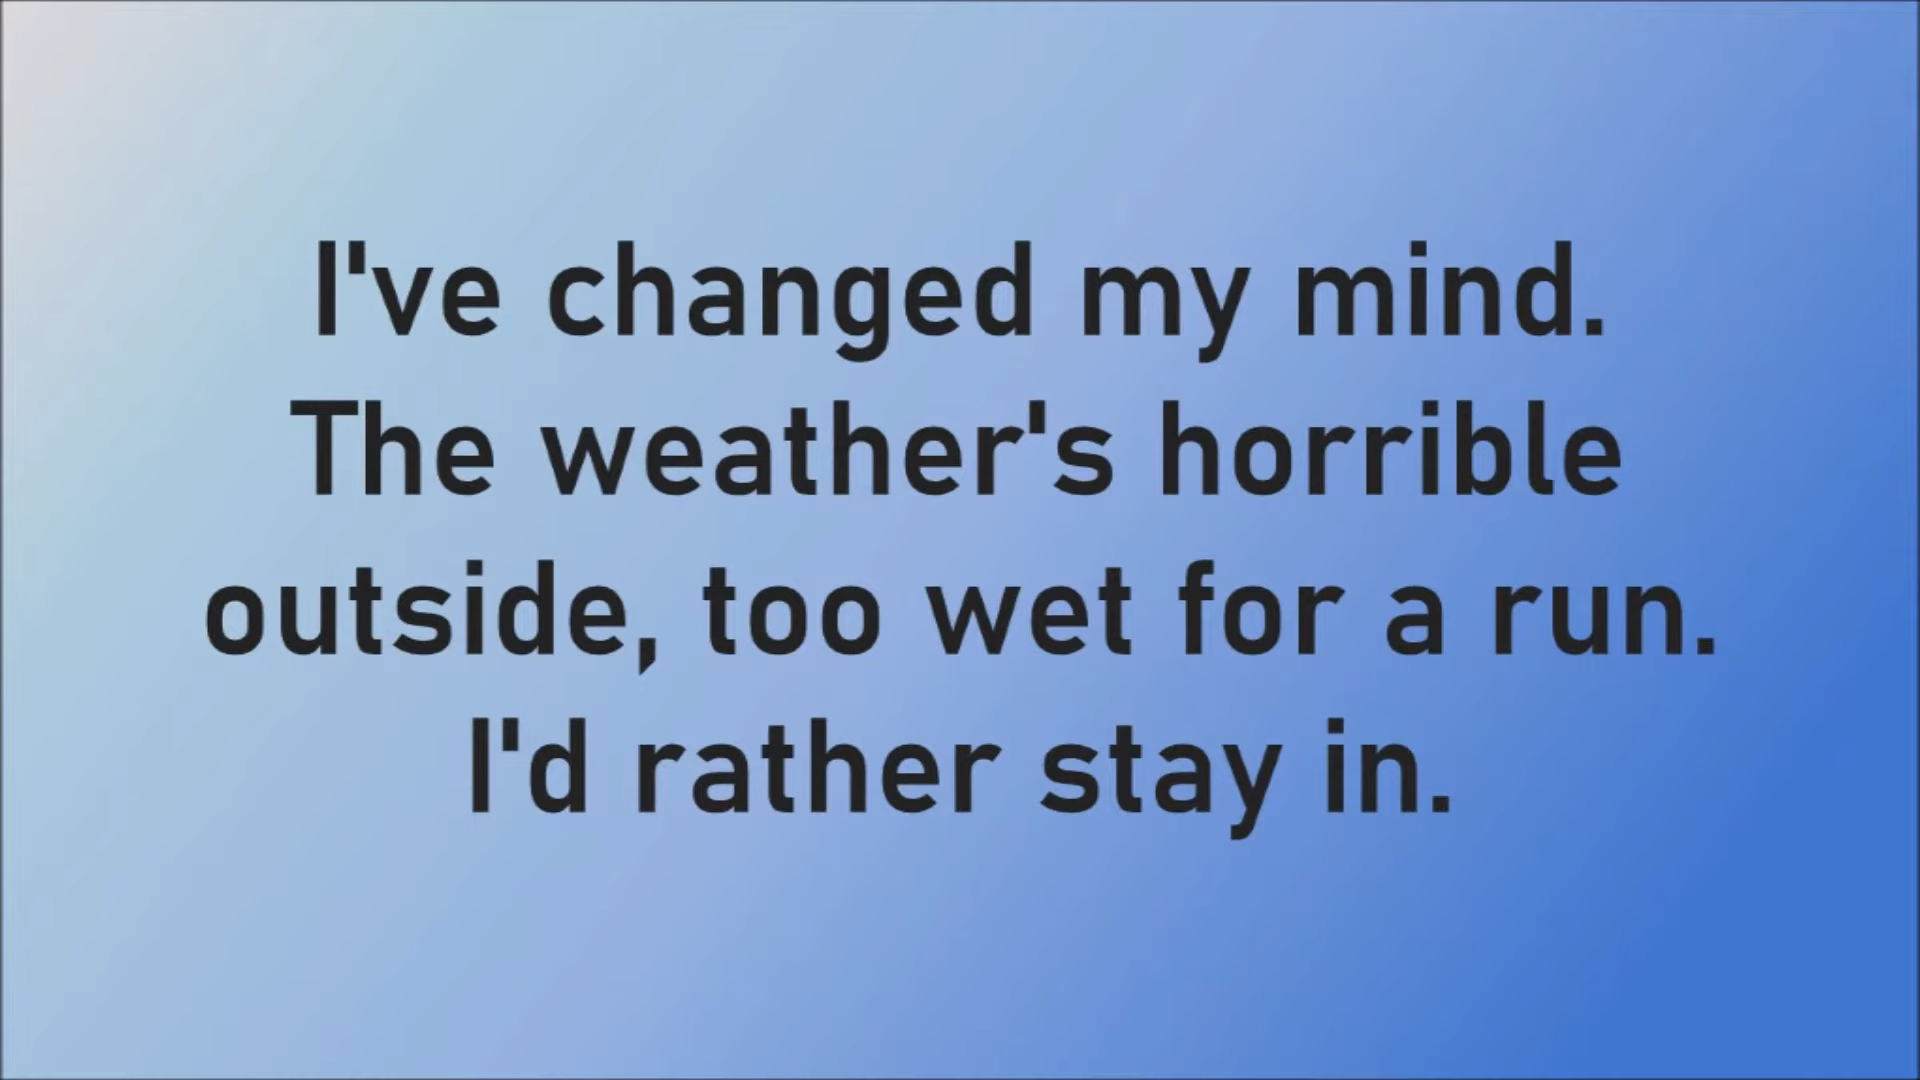 I've changed my mind.
The weather's horrible
outside, too wet for a run.
I'd rather stay in.